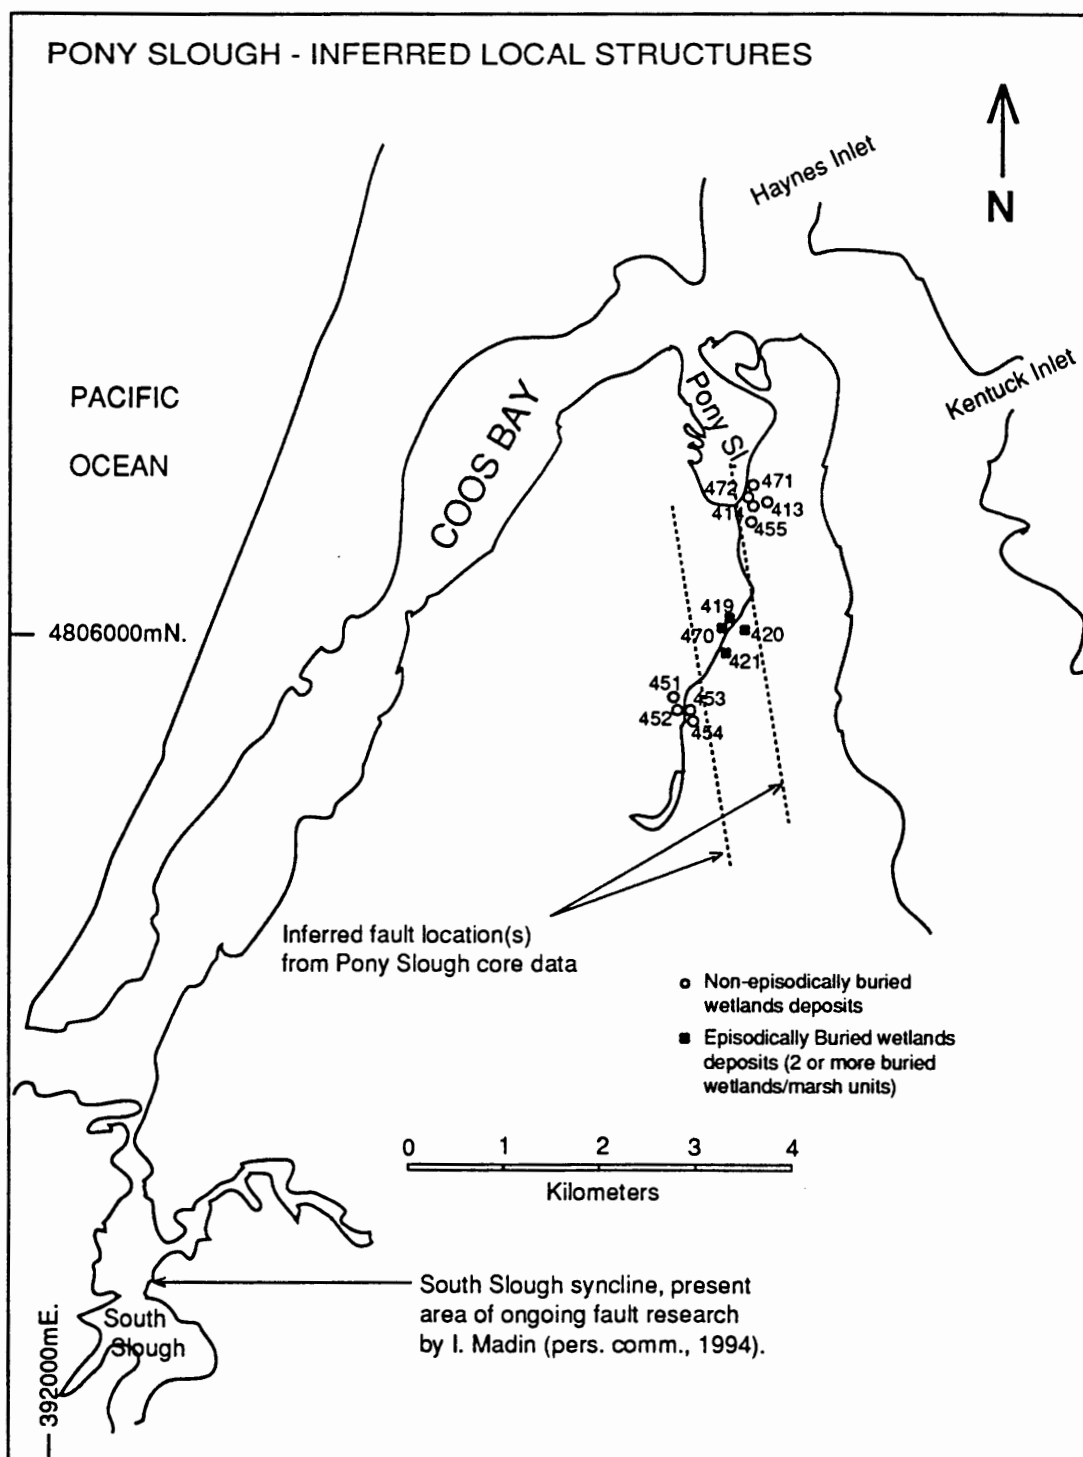 PONY SLOUGH - INFERRED LOCAL STRUCTURES
N
Haynes Inlet
Kentuck Inlet
PACIFIC
OCEAN
COOS BAY
Pony Sl.
471
472
413
414
455
4806000mN.
419
470
420
421
451
453
452
454
Inferred fault location(s)
from Pony Slough core data
Non-episodically buried
wetlands deposits
Episodically Buried wetlands
deposits (2 or more buried
wetlands/marsh units)
0 1 2 3 4
Kilometers
South Slough syncline, present
area of ongoing fault research
by I. Madin (pers. comm., 1994).
South
Slough
392000mE.